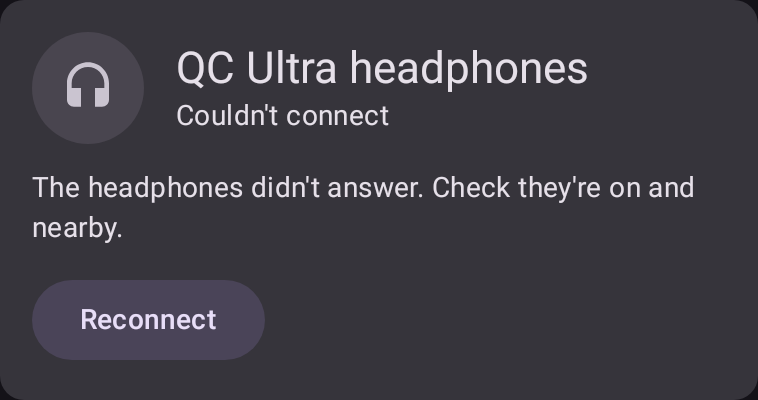 QC Ultra headphones
Couldn't connect
The headphones didn't answer. Check they're on and
nearby.
Reconnect